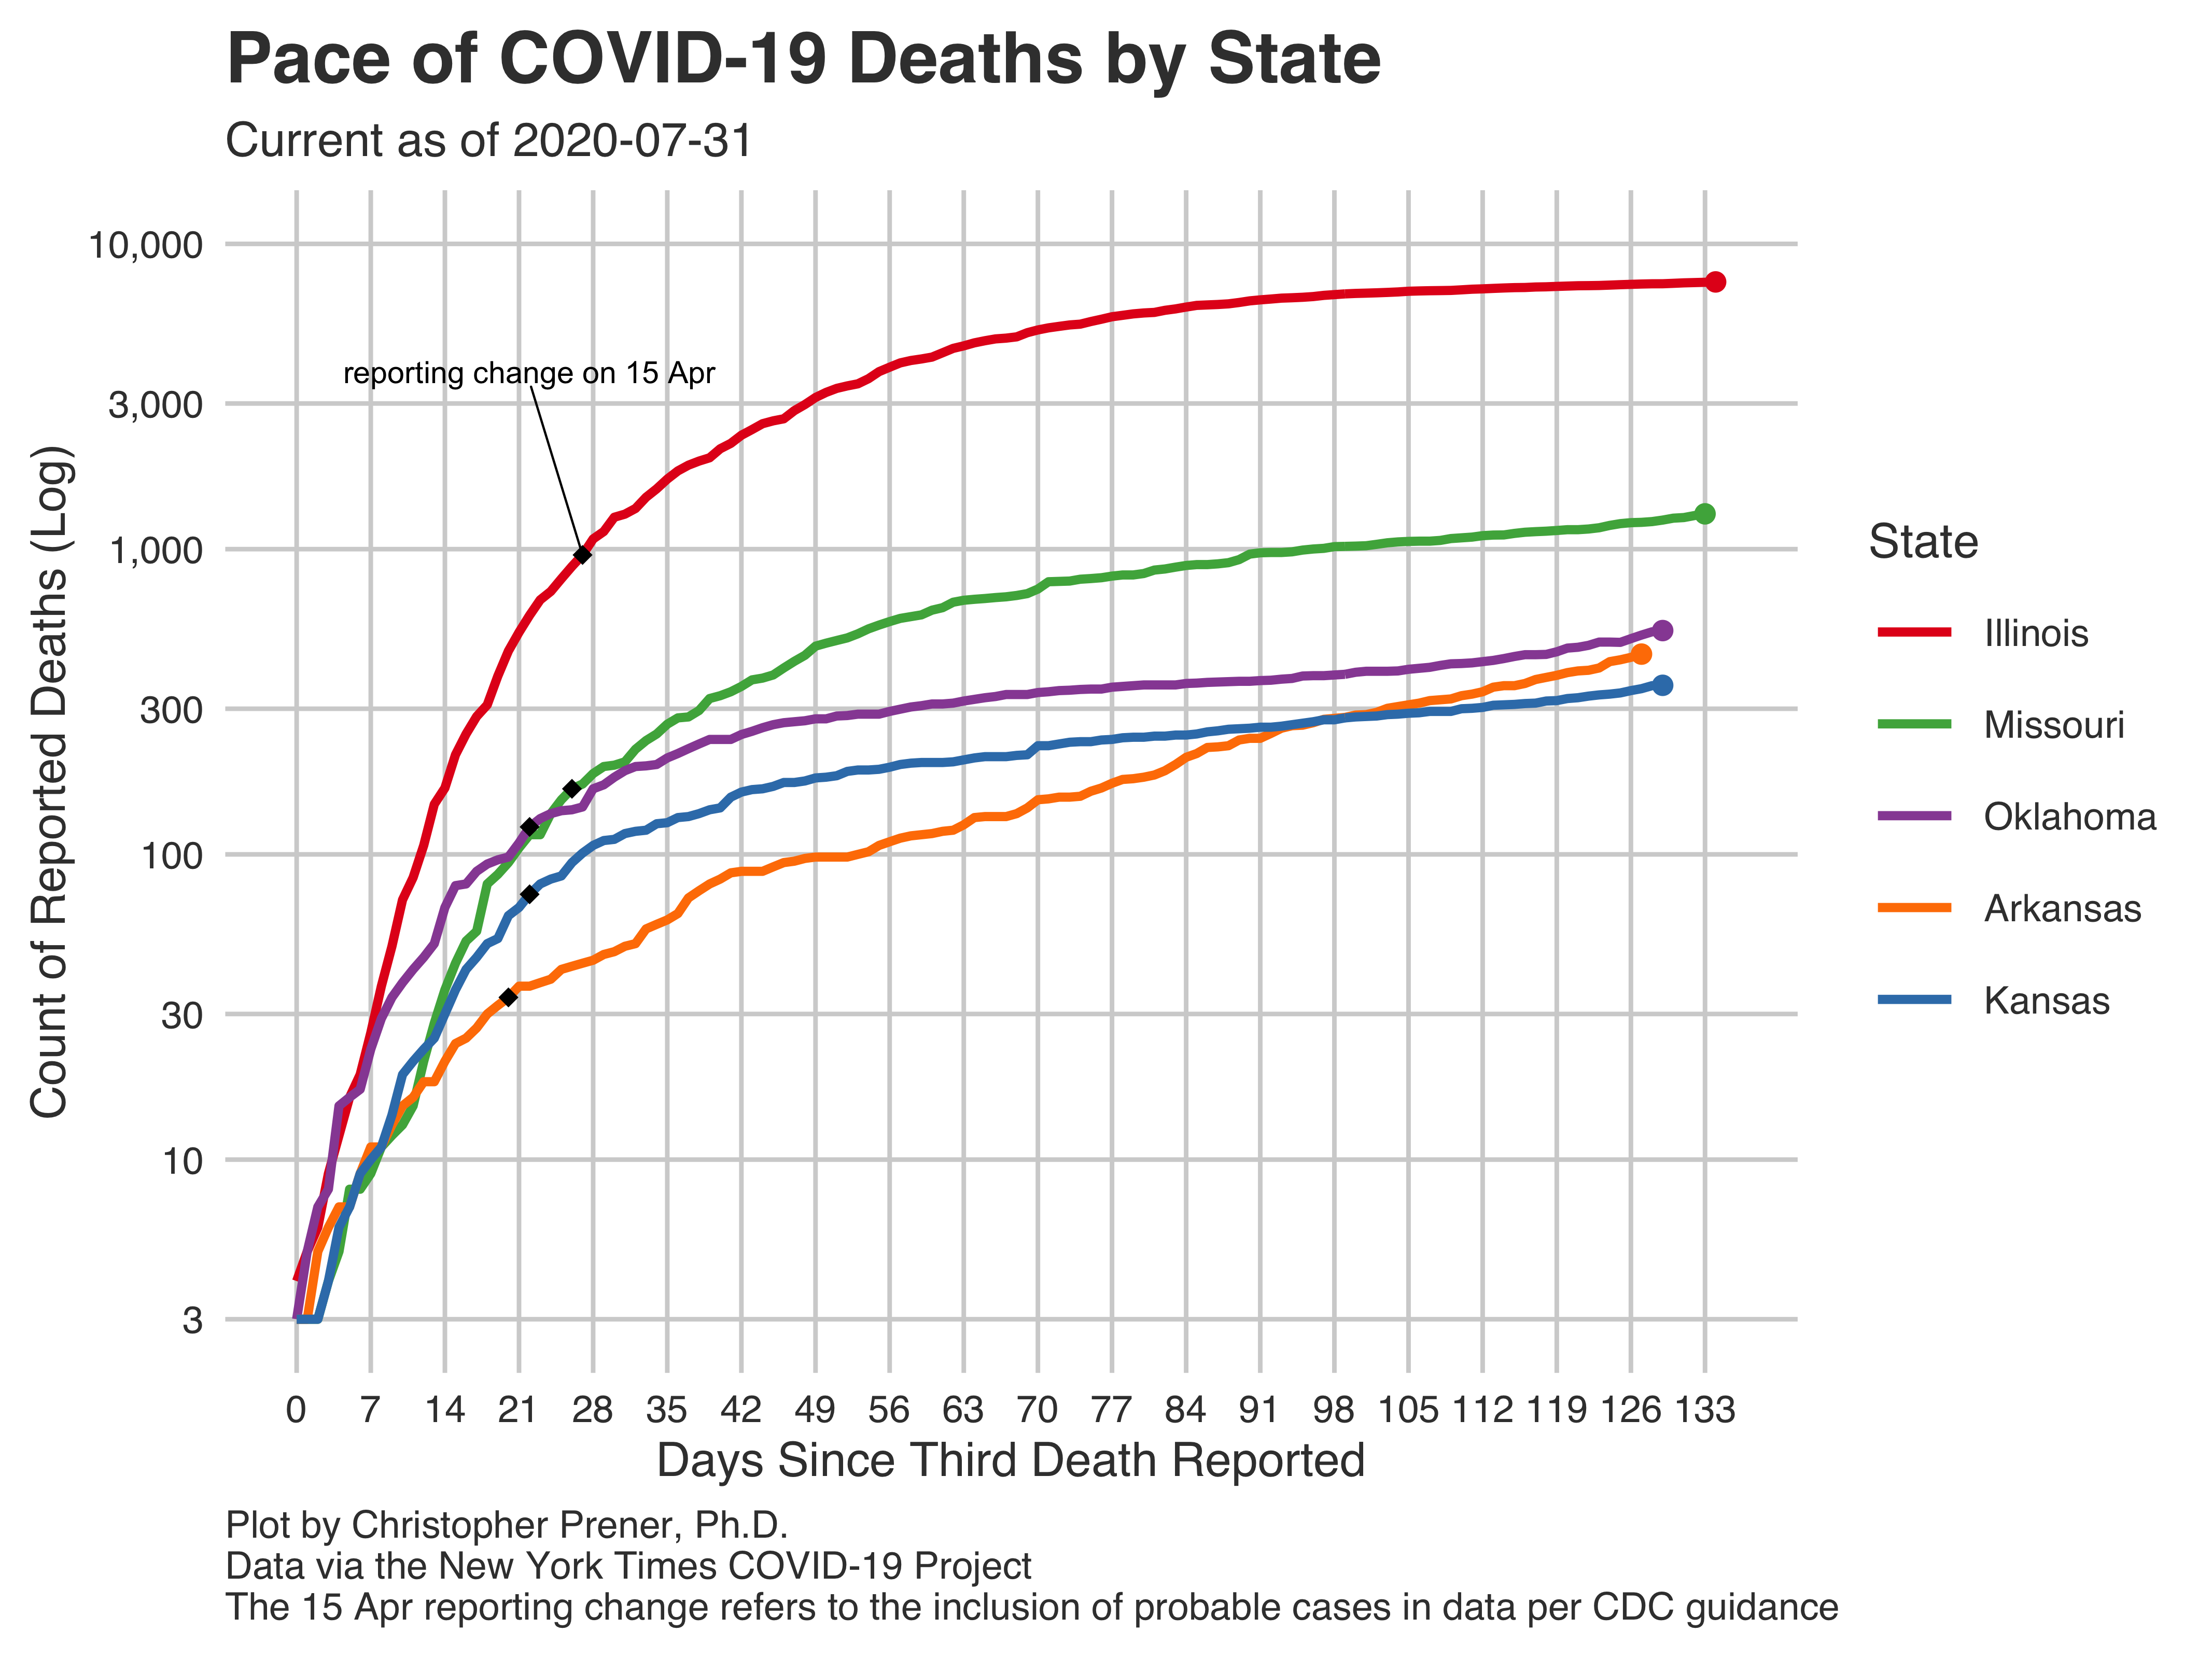 Pace of COVID-19 Deaths by State
Current as of 2020-07-31
Count of Reported Deaths (Log)
10,000
3,000
1,000
300
100
30
10
3
reporting change on 15 Apr
0 7 14 21 28 35 42 49 56 63 70 77 84 91 98 105 112 119 126 133
Days Since Third Death Reported
State
Illinois
Missouri
Oklahoma
Arkansas
Kansas
Plot by Christopher Prener, Ph.D.
Data via the New York Times COVID-19 Project
The 15 Apr reporting change refers to the inclusion of probable cases in data per CDC guidance